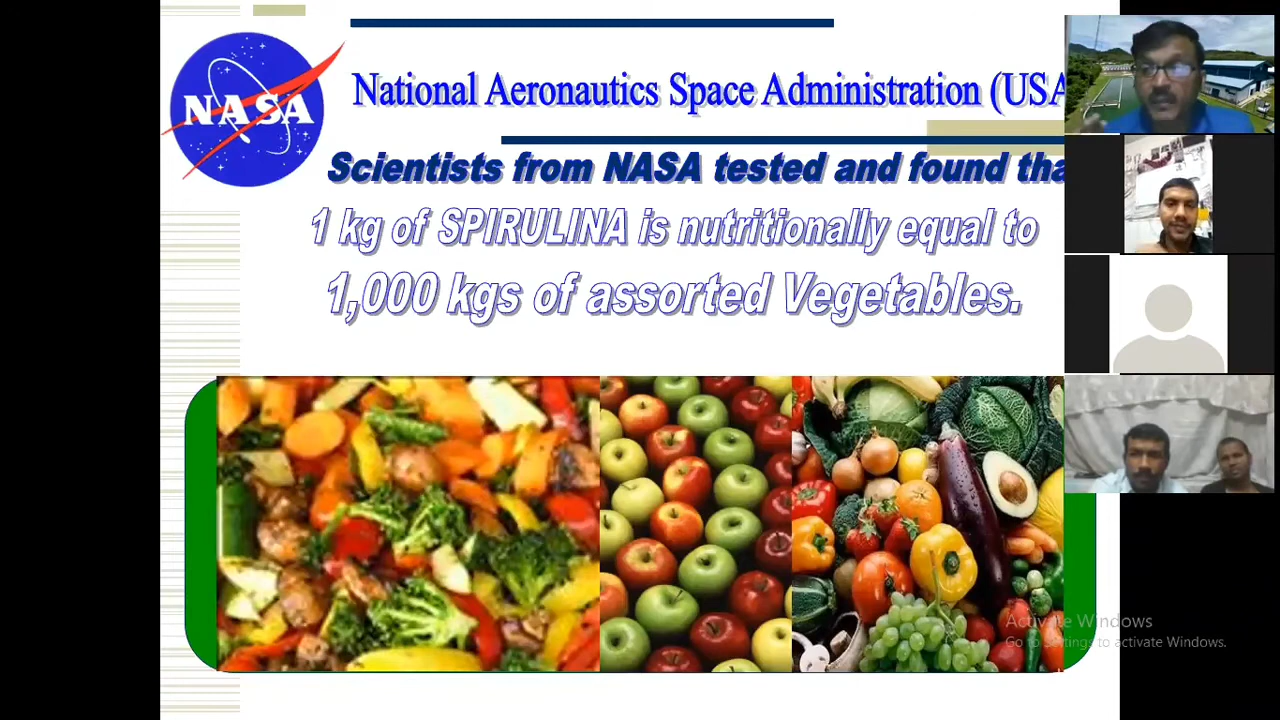 NASA
National Aeronautics Space Administration (USA
Scientists from NASA tested and found tha
1 kg of SPIRULINA is nutritionally equal to
1,000 kgs of assorted Vegetables.
Activate Windows
Go to Settings to activate Windows.